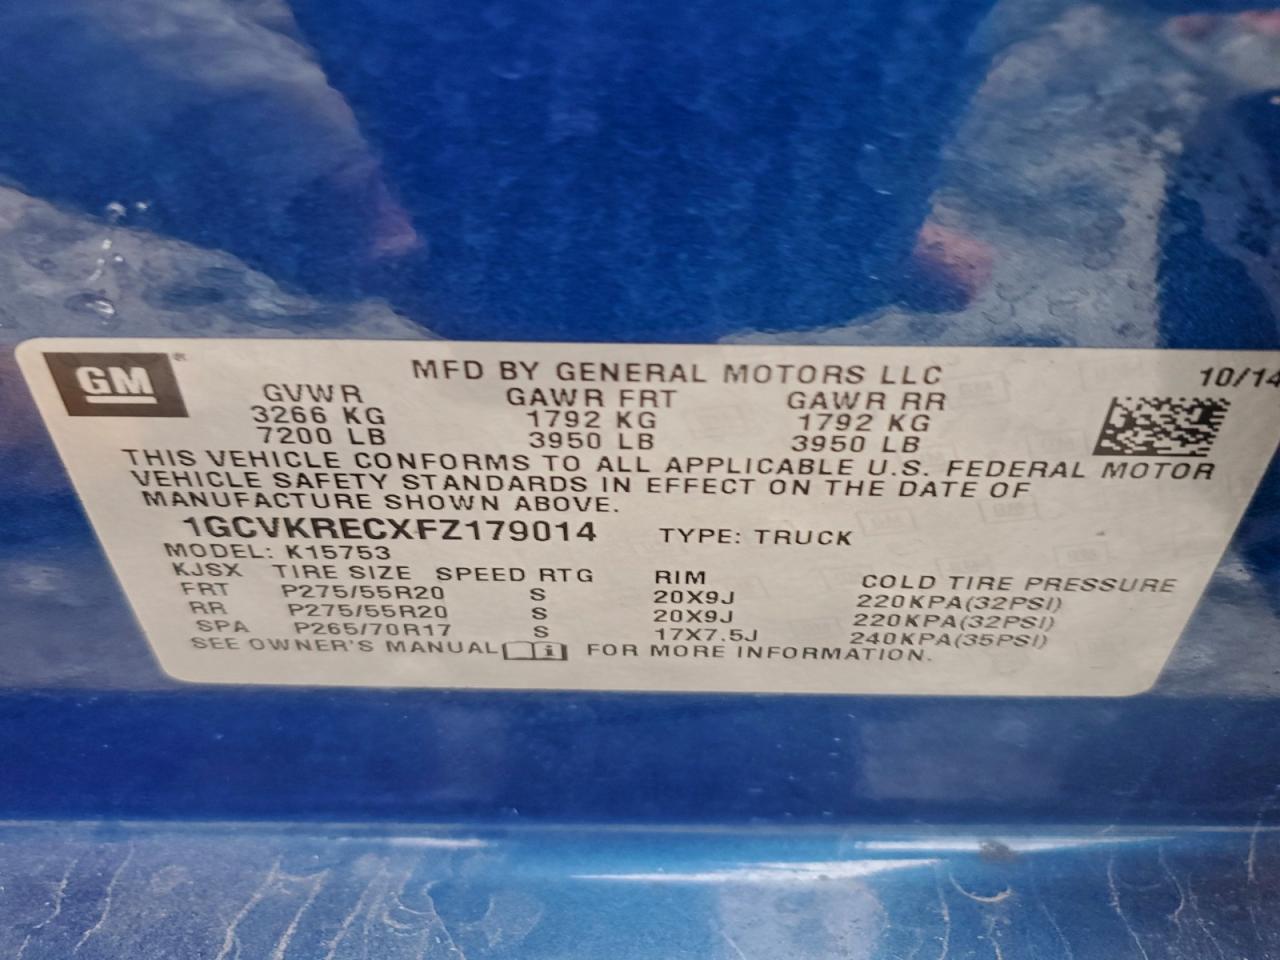 GM ®
MFD BY GENERAL MOTORS LLC 10/14
GVWR GAWR FRT GAWR RR
3266 KG 1792 KG 1792 KG
7200 LB 3950 LB 3950 LB
THIS VEHICLE CONFORMS TO ALL APPLICABLE U.S. FEDERAL MOTOR
VEHICLE SAFETY STANDARDS IN EFFECT ON THE DATE OF
MANUFACTURE SHOWN ABOVE.
1GCVKRECXFZ179014 TYPE: TRUCK
MODEL: K15753
KJSX TIRE SIZE SPEED RTG RIM COLD TIRE PRESSURE
FRT P275/55R20 S 20X9J 220KPA(32PSI)
RR P275/55R20 S 20X9J 220KPA(32PSI)
SPA P265/70R17 S 17X7.5J 240KPA(35PSI)
SEE OWNER'S MANUAL FOR MORE INFORMATION.